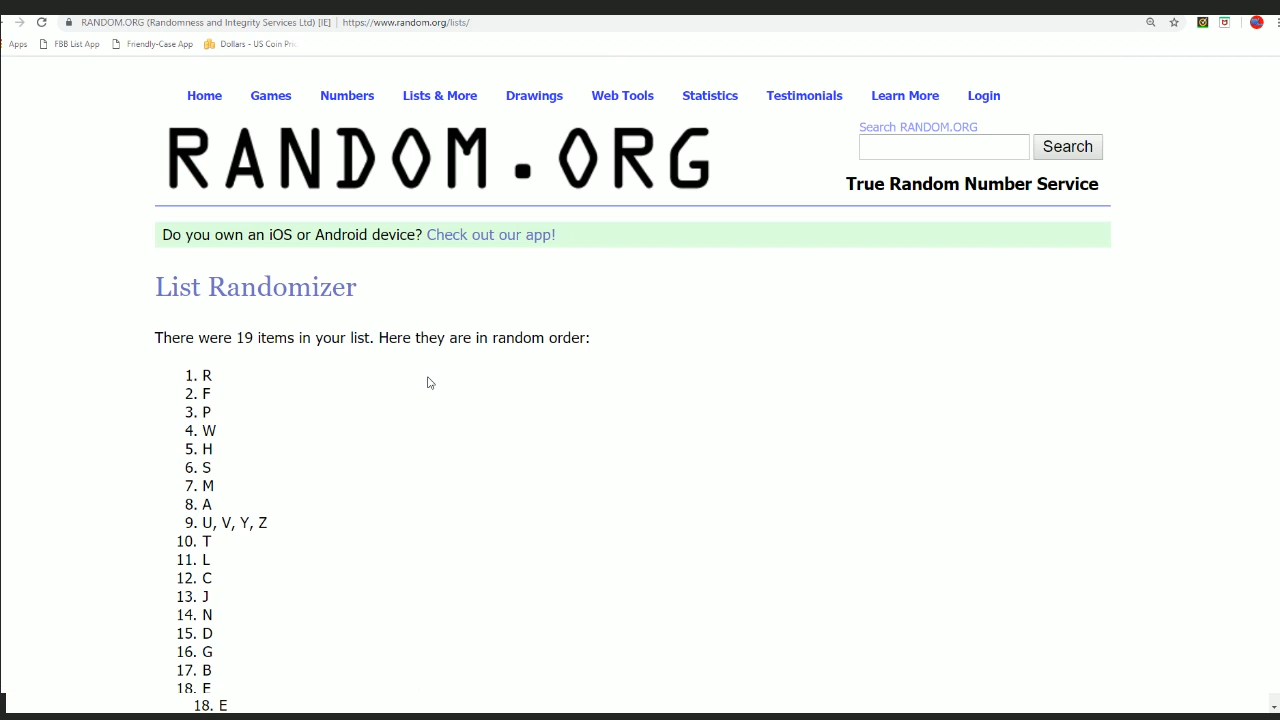 RANDOM.ORG (Randomness and Integrity Services Ltd) [IE] | https://www.random.org/lists/
Apps FBB List App Friendly-Case App Dollars - US Coin Pric
Home Games Numbers Lists & More Drawings Web Tools Statistics Testimonials Learn More Login
Search RANDOM.ORG
RANDOM.ORG
Search
True Random Number Service
Do you own an iOS or Android device? Check out our app!
List Randomizer
There were 19 items in your list. Here they are in random order:
1. R
2. F
3. P
4. W
5. H
6. S
7. M
8. A
9. U, V, Y, Z
10. T
11. L
12. C
13. J
14. N
15. D
16. G
17. B
18. E
18. E